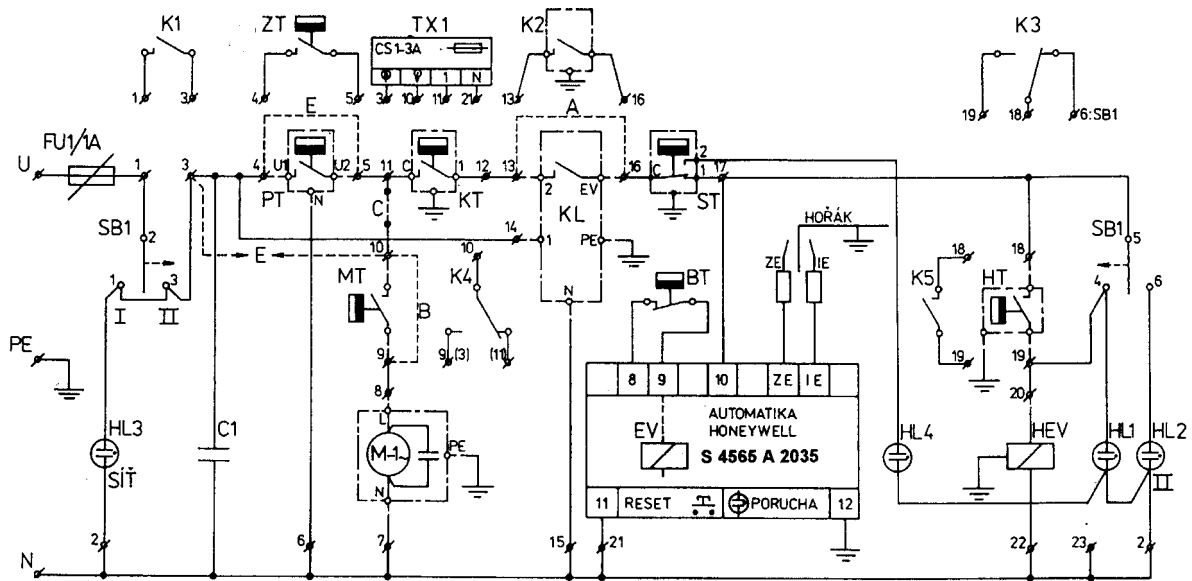 K1
ZT
TX1
K2
K3
CS1-3A
1
N
1
3
4
5
3
10
11
21
13
16
19
18
6:SB1
E
A
FU1/1A
U
1
3
4
U1
U2
5
11
C
1
12
13
2
EV
16
C
2
1
17
PT
N
KT
KL
ST
C
14
1
PE
SB1
2
E
10
10
HOŘÁK
SB1
5
1
3
I
II
MT
K4
B
BT
ZE
IE
K5
18
18
HT
4
6
9
9
(3)
(11)
N
19
19
PE
8
8
9
10
ZE
IE
20
L
AUTOMATIKA
HONEYWELL
S 4565 A 2035
EV
HL3
SÍŤ
C1
M-1~
PE
N
HL4
HEV
HL1
HL2
II
11
RESET
PORUCHA
12
2
6
7
15
21
22
23
2
N